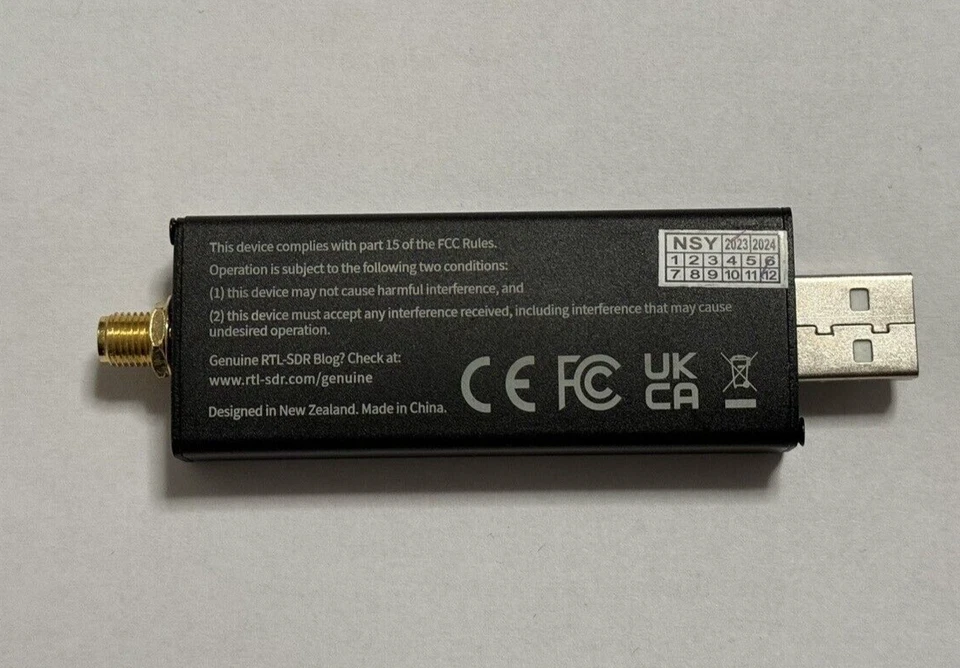 This device complies with part 15 of the FCC Rules.
Operation is subject to the following two conditions:
(1) this device may not cause harmful interference, and
(2) this device must accept any interference received, including interference that may cause
undesired operation.
Genuine RTL-SDR Blog? Check at:
www.rtl-sdr.com/genuine
Designed in New Zealand. Made in China.
CE FC UK
CA
NSY 2023 2024
1 2 3 4 5 6
7 8 9 10 11 12